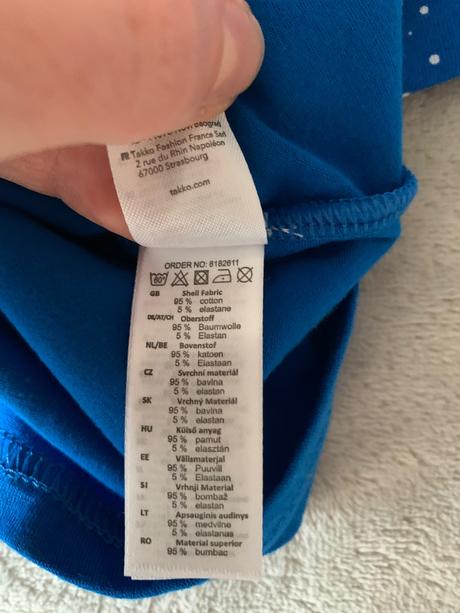 Takko Fashion France Sarl
2 rue du Rhin Napoléon
67000 Strasbourg
takko.com
ORDER NO: 8182611
60°
GB Shell Fabric
95 % cotton
5 % elastane
DE/AT/CH Oberstoff
95 % Baumwolle
5 % Elastan
NL/BE Bovenstof
95 % katoen
5 % Elastaan
CZ Svrchní materiál
95 % bavlna
5 % elastan
SK Vrchný Materiál
95 % bavlna
5 % elastan
HU Külső anyag
95 % pamut
5 % elasztán
EE Välismaterjal
95 % Puuvill
5 % Elastaan
SI Vrhnji Material
95 % bombaž
5 % elastan
LT Apsauginis audinys
95 % medvilnė
5 % elastanas
RO Material superior
95 % bumbac